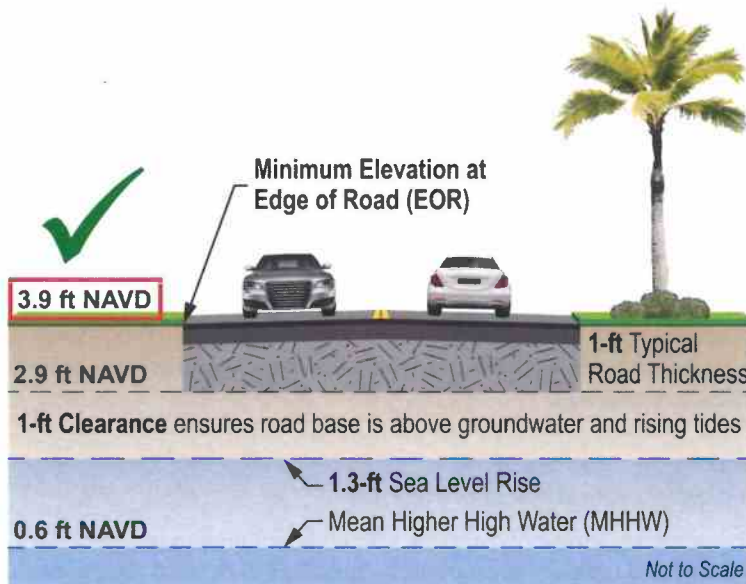 Minimum Elevation at
Edge of Road (EOR)
3.9 ft NAVD
1-ft Typical
Road Thickness
2.9 ft NAVD
1-ft Clearance ensures road base is above groundwater and rising tides
1.3-ft Sea Level Rise
0.6 ft NAVD
Mean Higher High Water (MHHW)
Not to Scale